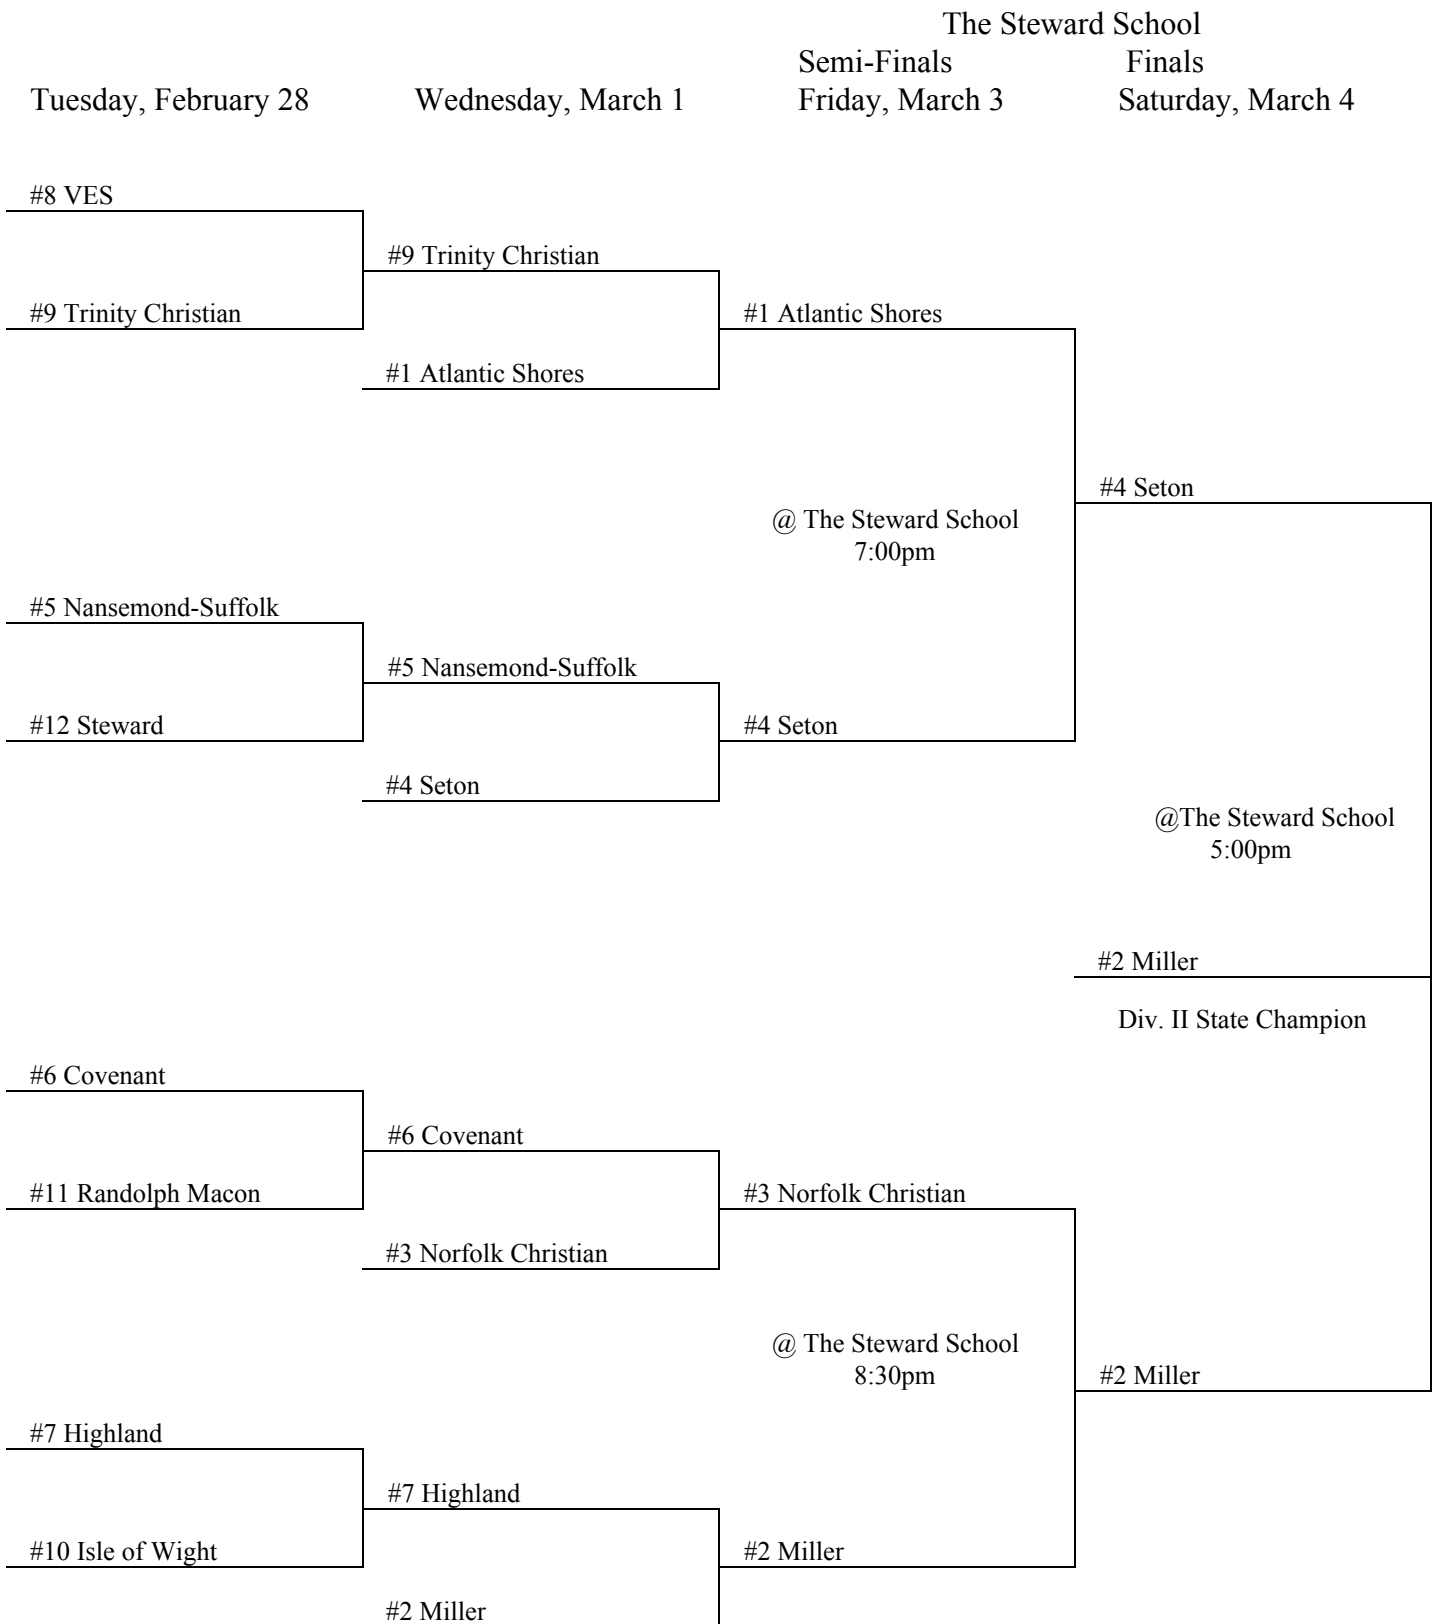 The Steward School
Semi-Finals Finals
Tuesday, February 28 Wednesday, March 1 Friday, March 3 Saturday, March 4
#8 VES
#9 Trinity Christian
#9 Trinity Christian #1 Atlantic Shores
#1 Atlantic Shores
#4 Seton
@ The Steward School
7:00pm
#5 Nansemond-Suffolk
#5 Nansemond-Suffolk
#12 Steward #4 Seton
#4 Seton
@The Steward School
5:00pm
#2 Miller
Div. II State Champion
#6 Covenant
#6 Covenant
#11 Randolph Macon #3 Norfolk Christian
#3 Norfolk Christian
@ The Steward School
8:30pm #2 Miller
#7 Highland
#7 Highland
#10 Isle of Wight #2 Miller
#2 Miller